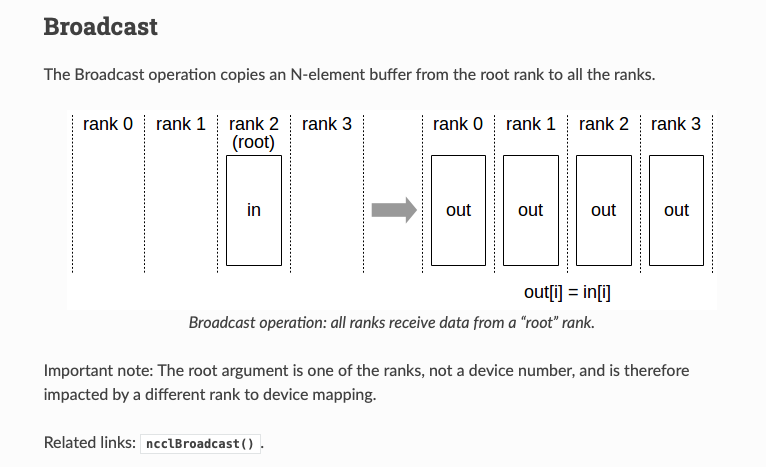 Broadcast
The Broadcast operation copies an N-element buffer from the root rank to all the ranks.
rank 0 rank 1 rank 2 rank 3 rank 0 rank 1 rank 2 rank 3
(root)
in out out out out
out[i] = in[i]
Broadcast operation: all ranks receive data from a “root” rank.
Important note: The root argument is one of the ranks, not a device number, and is therefore
impacted by a different rank to device mapping.
Related links: ncclBroadcast() .